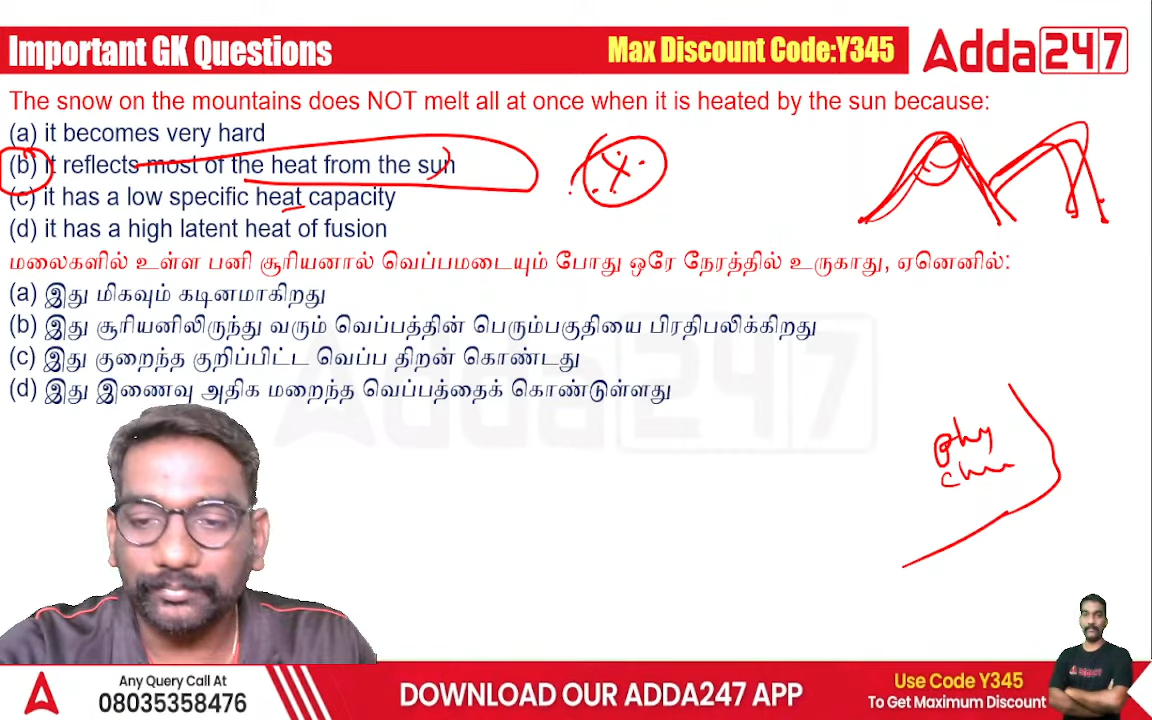 Important GK Questions
Max Discount Code:Y345
Adda247
The snow on the mountains does NOT melt all at once when it is heated by the sun because:
(a) it becomes very hard
(b) it reflects most of the heat from the sun
(c) it has a low specific heat capacity
(d) it has a high latent heat of fusion
மலைகளில் உள்ள பனி சூரியனால் வெப்பமடையும் போது ஒரே நேரத்தில் உருகாது, ஏனெனில்:
(a) இது மிகவும் கடினமாகிறது
(b) இது சூரியனிலிருந்து வரும் வெப்பத்தின் பெரும்பகுதியை பிரதிபலிக்கிறது
(c) இது குறைந்த குறிப்பிட்ட வெப்ப திறன் கொண்டது
(d) இது இணைவு அதிக மறைந்த வெப்பத்தைக் கொண்டுள்ளது
Adda247
Phy
Any Query Call At
08035358476
DOWNLOAD OUR ADDA247 APP
Use Code Y345
To Get Maximum Discount